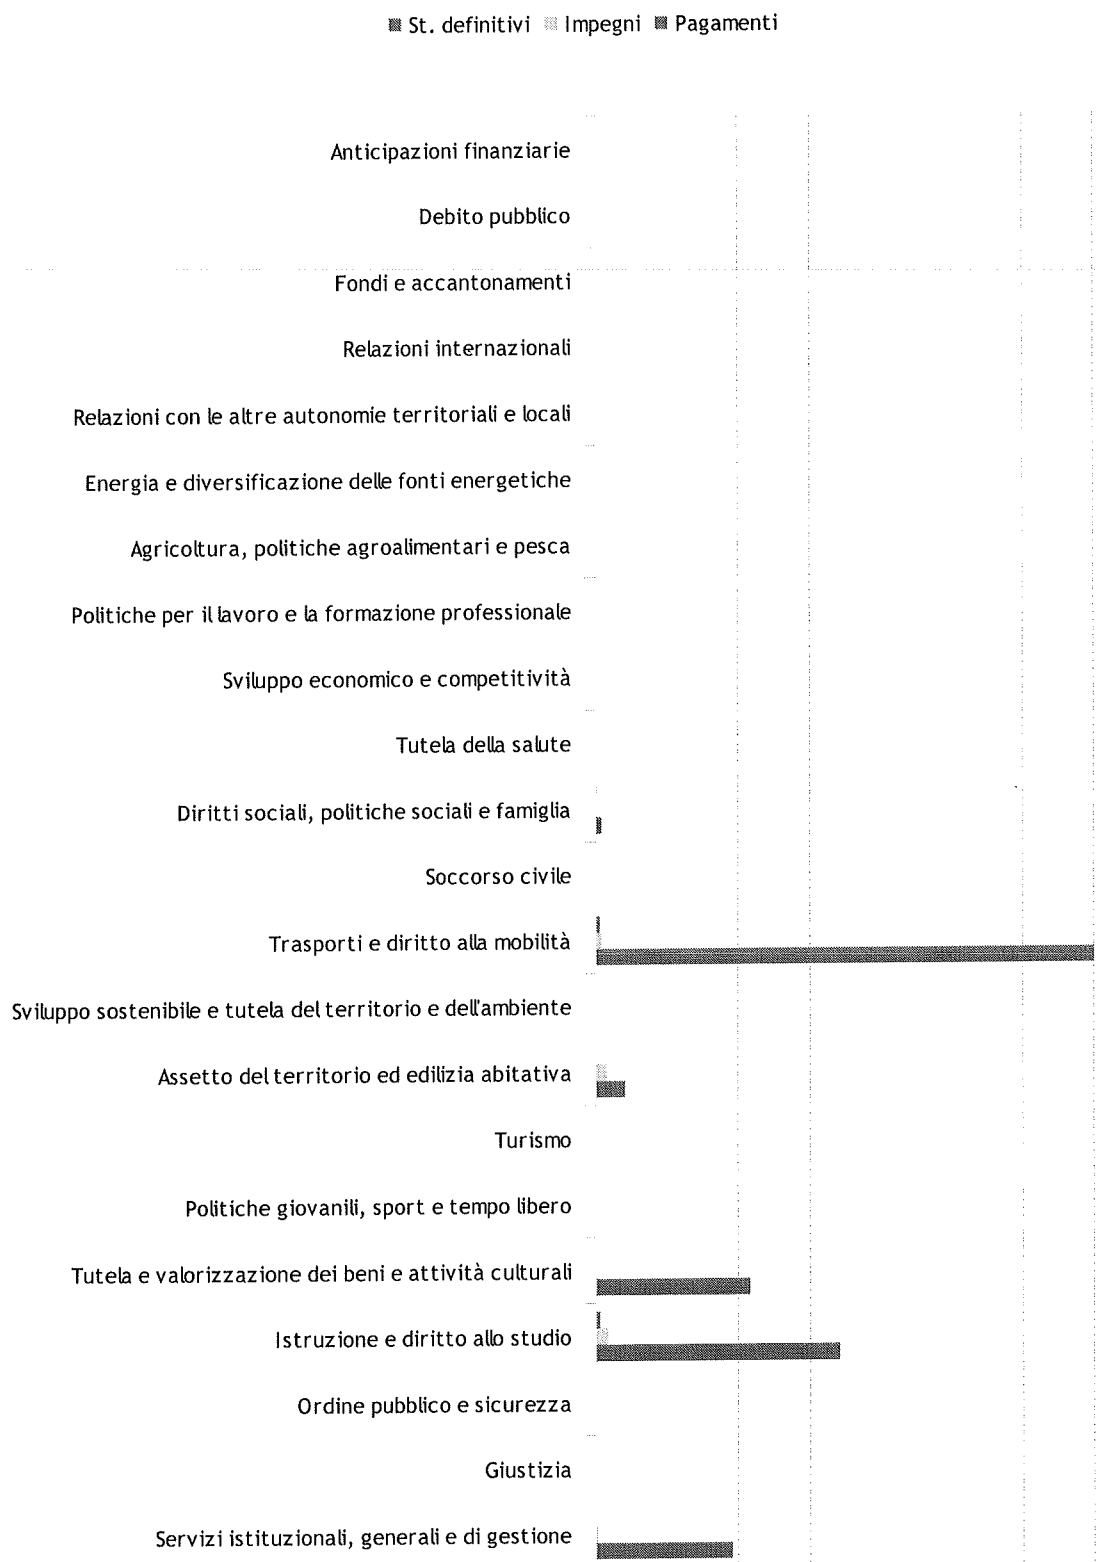 St. definitivi Impegni Pagamenti
Anticipazioni finanziarie
Debito pubblico
Fondi e accantonamenti
Relazioni internazionali
Relazioni con le altre autonomie territoriali e locali
Energia e diversificazione delle fonti energetiche
Agricoltura, politiche agroalimentari e pesca
Politiche per il lavoro e la formazione professionale
Sviluppo economico e competitività
Tutela della salute
Diritti sociali, politiche sociali e famiglia
Soccorso civile
Trasporti e diritto alla mobilità
Sviluppo sostenibile e tutela del territorio e dell'ambiente
Assetto del territorio ed edilizia abitativa
Turismo
Politiche giovanili, sport e tempo libero
Tutela e valorizzazione dei beni e attività culturali
Istruzione e diritto allo studio
Ordine pubblico e sicurezza
Giustizia
Servizi istituzionali, generali e di gestione